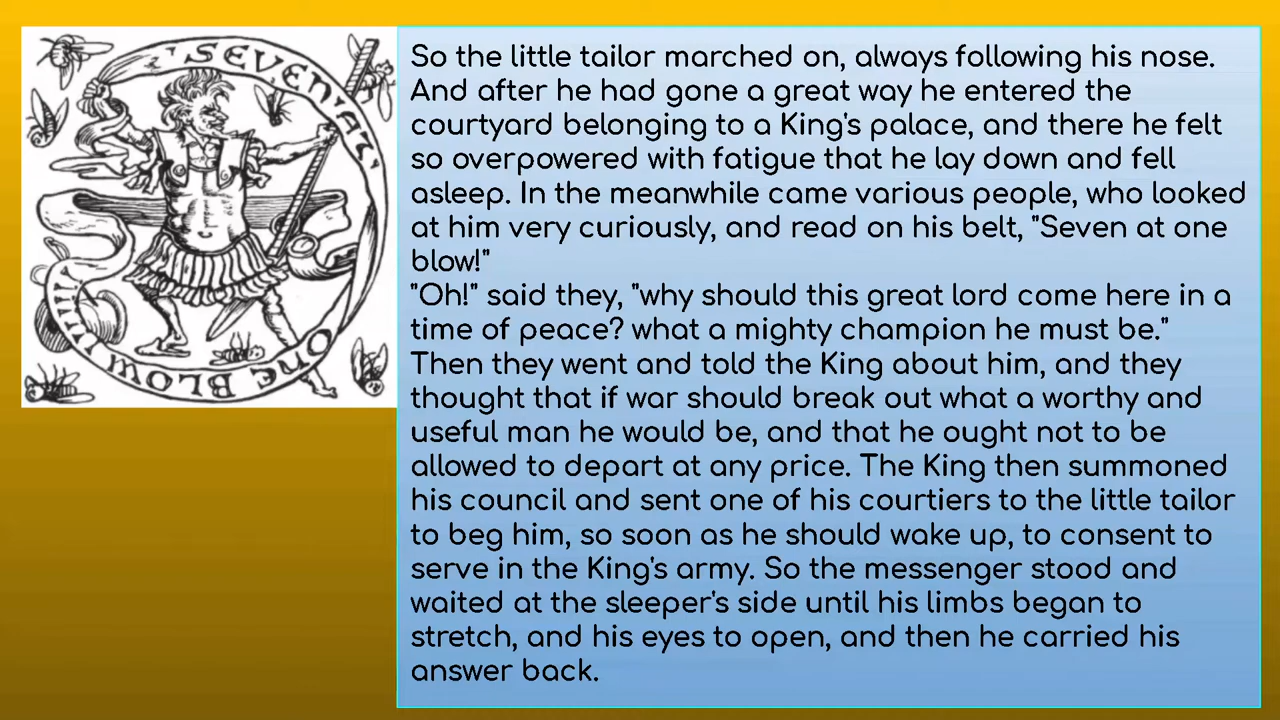 SEVEN AT
ONE BLOW
So the little tailor marched on, always following his nose.
And after he had gone a great way he entered the
courtyard belonging to a King's palace, and there he felt
so overpowered with fatigue that he lay down and fell
asleep. In the meanwhile came various people, who looked
at him very curiously, and read on his belt, "Seven at one
blow!"
"Oh!" said they, "why should this great lord come here in a
time of peace? what a mighty champion he must be."
Then they went and told the King about him, and they
thought that if war should break out what a worthy and
useful man he would be, and that he ought not to be
allowed to depart at any price. The King then summoned
his council and sent one of his courtiers to the little tailor
to beg him, so soon as he should wake up, to consent to
serve in the King's army. So the messenger stood and
waited at the sleeper's side until his limbs began to
stretch, and his eyes to open, and then he carried his
answer back.